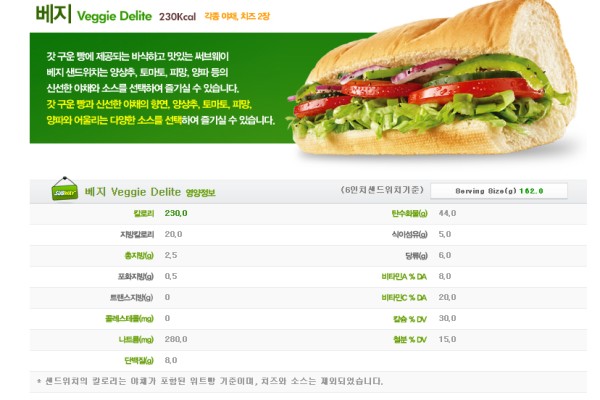 베지 Veggie Delite 230Kcal 각종 야채, 치즈 2장
갓 구운 빵에 제공되는 바삭하고 맛있는 써브웨이
베지 샌드위치는 양상추, 토마토, 피망, 양파 등의
신선한 야채와 소스를 선택하여 즐기실 수 있습니다.
갓 구운 빵과 신선한 야채의 향연, 양상추, 토마토, 피망,
양파와 어울리는 다양한 소스를 선택하여 즐기실 수 있습니다.
SUBWAY 베지 Veggie Delite 영양정보 (6인치샌드위치기준) Serving Size(g) 162.0
칼로리 230.0 탄수화물(g) 44.0
지방칼로리 20.0 식이섬유(g) 5.0
총지방(g) 2.5 당류(g) 6.0
포화지방(g) 0.5 비타민A % DA 8.0
트랜스지방(g) 0 비타민C % DA 20.0
콜레스테롤(mg) 0 칼슘 % DV 30.0
나트륨(mg) 280.0 철분 % DV 15.0
단백질(g) 8.0
* 샌드위치의 칼로리는 야채가 포함된 위트빵 기준이며, 치즈와 소스는 제외되었습니다.